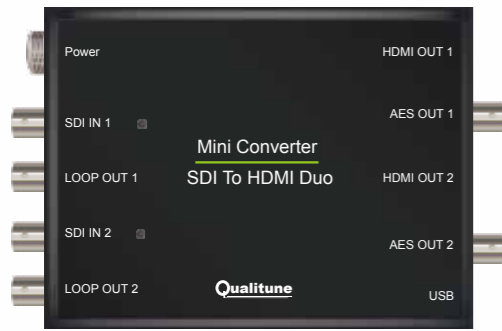 Power
HDMI OUT 1
SDI IN 1
AES OUT 1
Mini Converter
SDI To HDMI Duo
LOOP OUT 1
HDMI OUT 2
SDI IN 2
AES OUT 2
LOOP OUT 2
Qualitune
USB